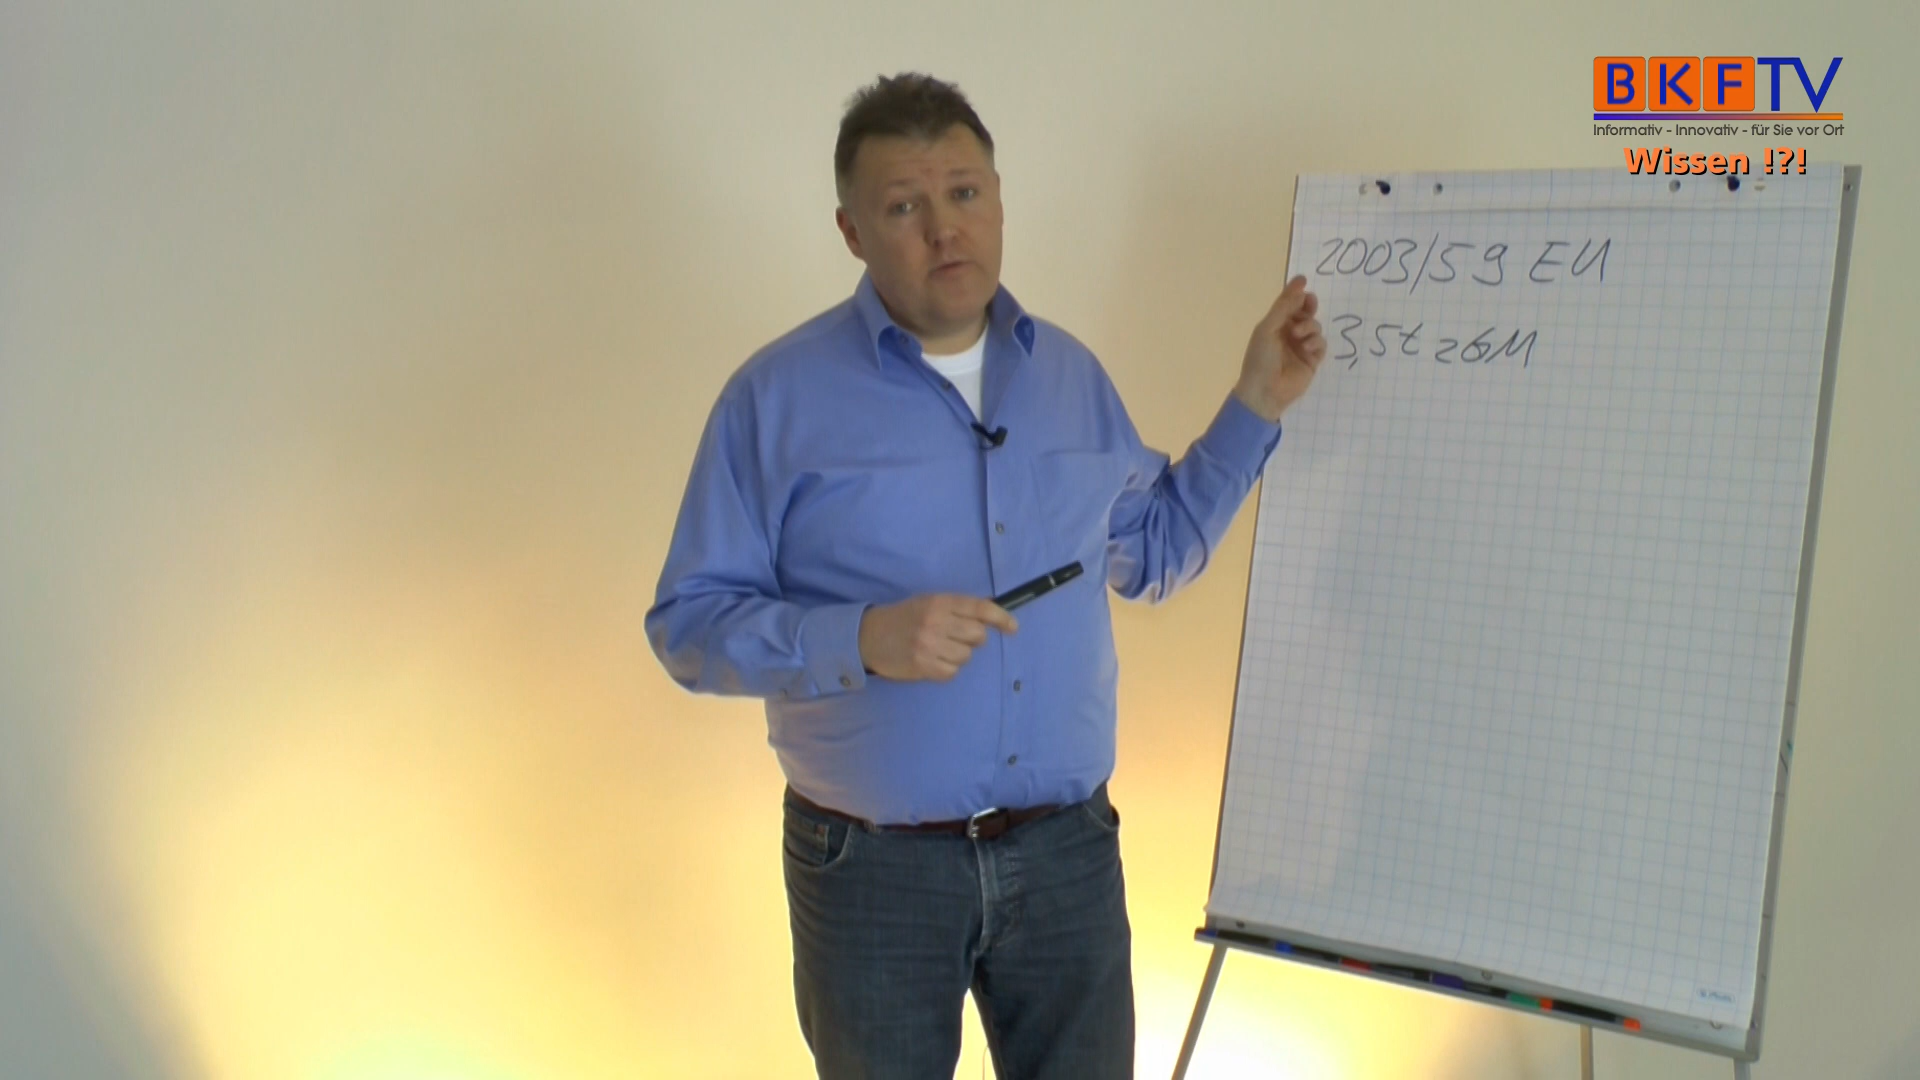 BKFTV
Informativ - Innovativ - für Sie vor Ort
Wissen !?!
2003/59 EU
3,5t zGM